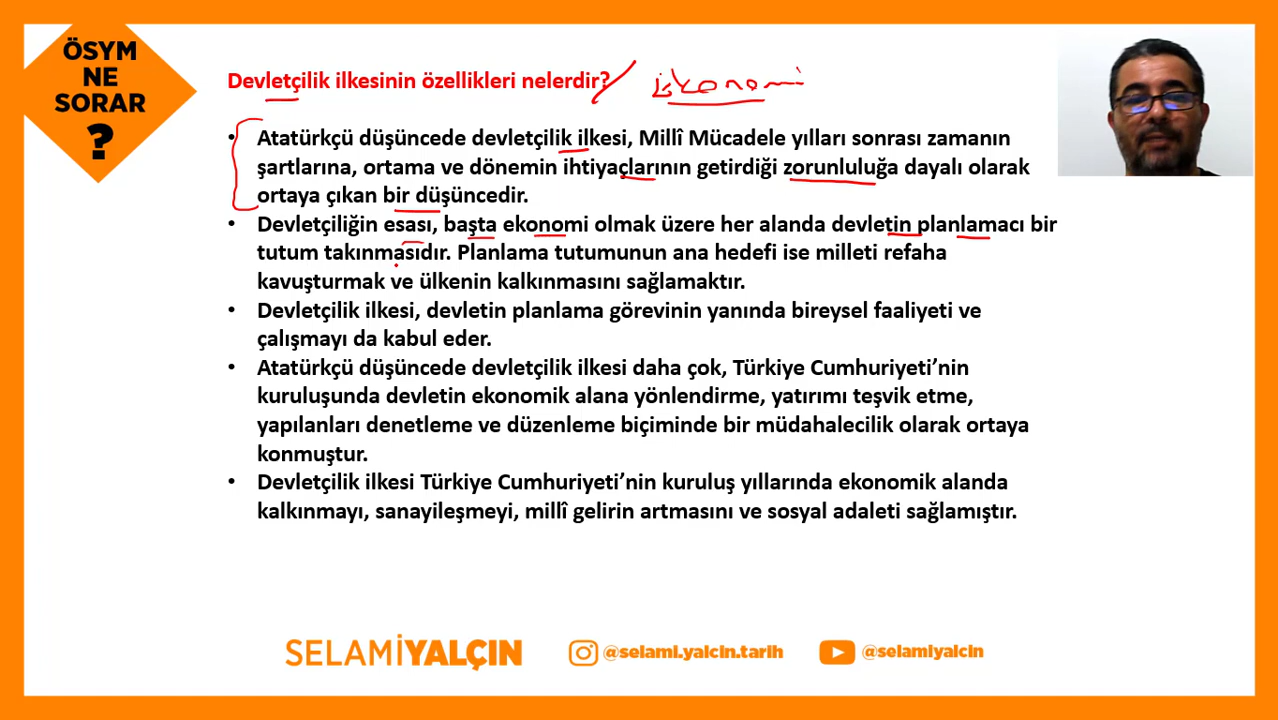 ÖSYM
NE
SORAR
?
Devletçilik ilkesinin özellikleri nelerdir?
ekonomi
• Atatürkçü düşüncede devletçilik ilkesi, Millî Mücadele yılları sonrası zamanın
şartlarına, ortama ve dönemin ihtiyaçlarının getirdiği zorunluluğa dayalı olarak
ortaya çıkan bir düşüncedir.
• Devletçiliğin esası, başta ekonomi olmak üzere her alanda devletin planlamacı bir
tutum takınmasıdır. Planlama tutumunun ana hedefi ise milleti refaha
kavuşturmak ve ülkenin kalkınmasını sağlamaktır.
• Devletçilik ilkesi, devletin planlama görevinin yanında bireysel faaliyeti ve
çalışmayı da kabul eder.
• Atatürkçü düşüncede devletçilik ilkesi daha çok, Türkiye Cumhuriyeti’nin
kuruluşunda devletin ekonomik alana yönlendirme, yatırımı teşvik etme,
yapılanları denetleme ve düzenleme biçiminde bir müdahalecilik olarak ortaya
konmuştur.
• Devletçilik ilkesi Türkiye Cumhuriyeti’nin kuruluş yıllarında ekonomik alanda
kalkınmayı, sanayileşmeyi, millî gelirin artmasını ve sosyal adaleti sağlamıştır.
SELAMİYALÇIN
@selami.yalcin.tarih
@selamiyalcin